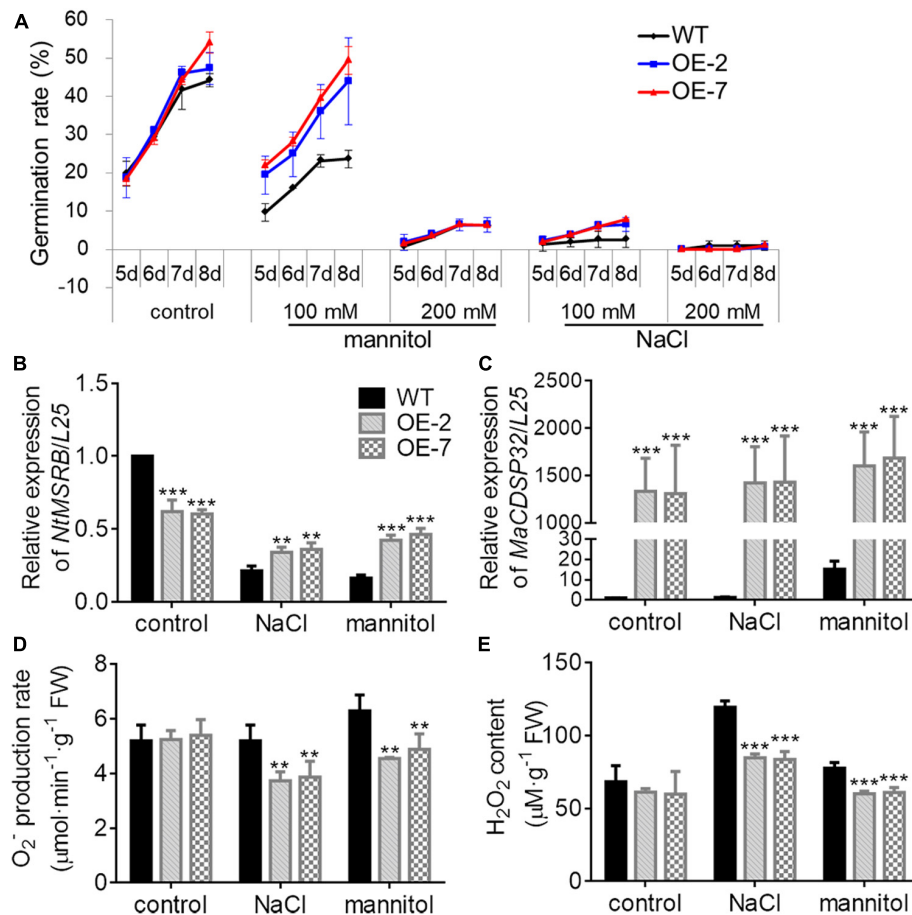 A
Germination rate (%)
60
50
40
30
20
10
0
-10
WT
OE-2
OE-7
5d 6d 7d 8d 5d 6d 7d 8d 5d 6d 7d 8d 5d 6d 7d 8d 5d 6d 7d 8d
control 100 mM 200 mM 100 mM 200 mM
mannitol NaCl
B
Relative expression
of NtMSRB/L25
1.5
1.0
0.5
0.0
WT
OE-2
OE-7
*** ***
** **
*** ***
control NaCl mannitol
C
Relative expression
of MaCDSP32/L25
2500
2000
1500
1000
30
20
10
0
*** ***
*** ***
*** ***
control NaCl mannitol
D
O₂⁻ production rate
(μmol·min⁻¹·g⁻¹ FW)
8
6
4
2
0
** **
** **
control NaCl mannitol
E
H₂O₂ content
(μM·g⁻¹ FW)
150
100
50
0
*** ***
*** ***
control NaCl mannitol